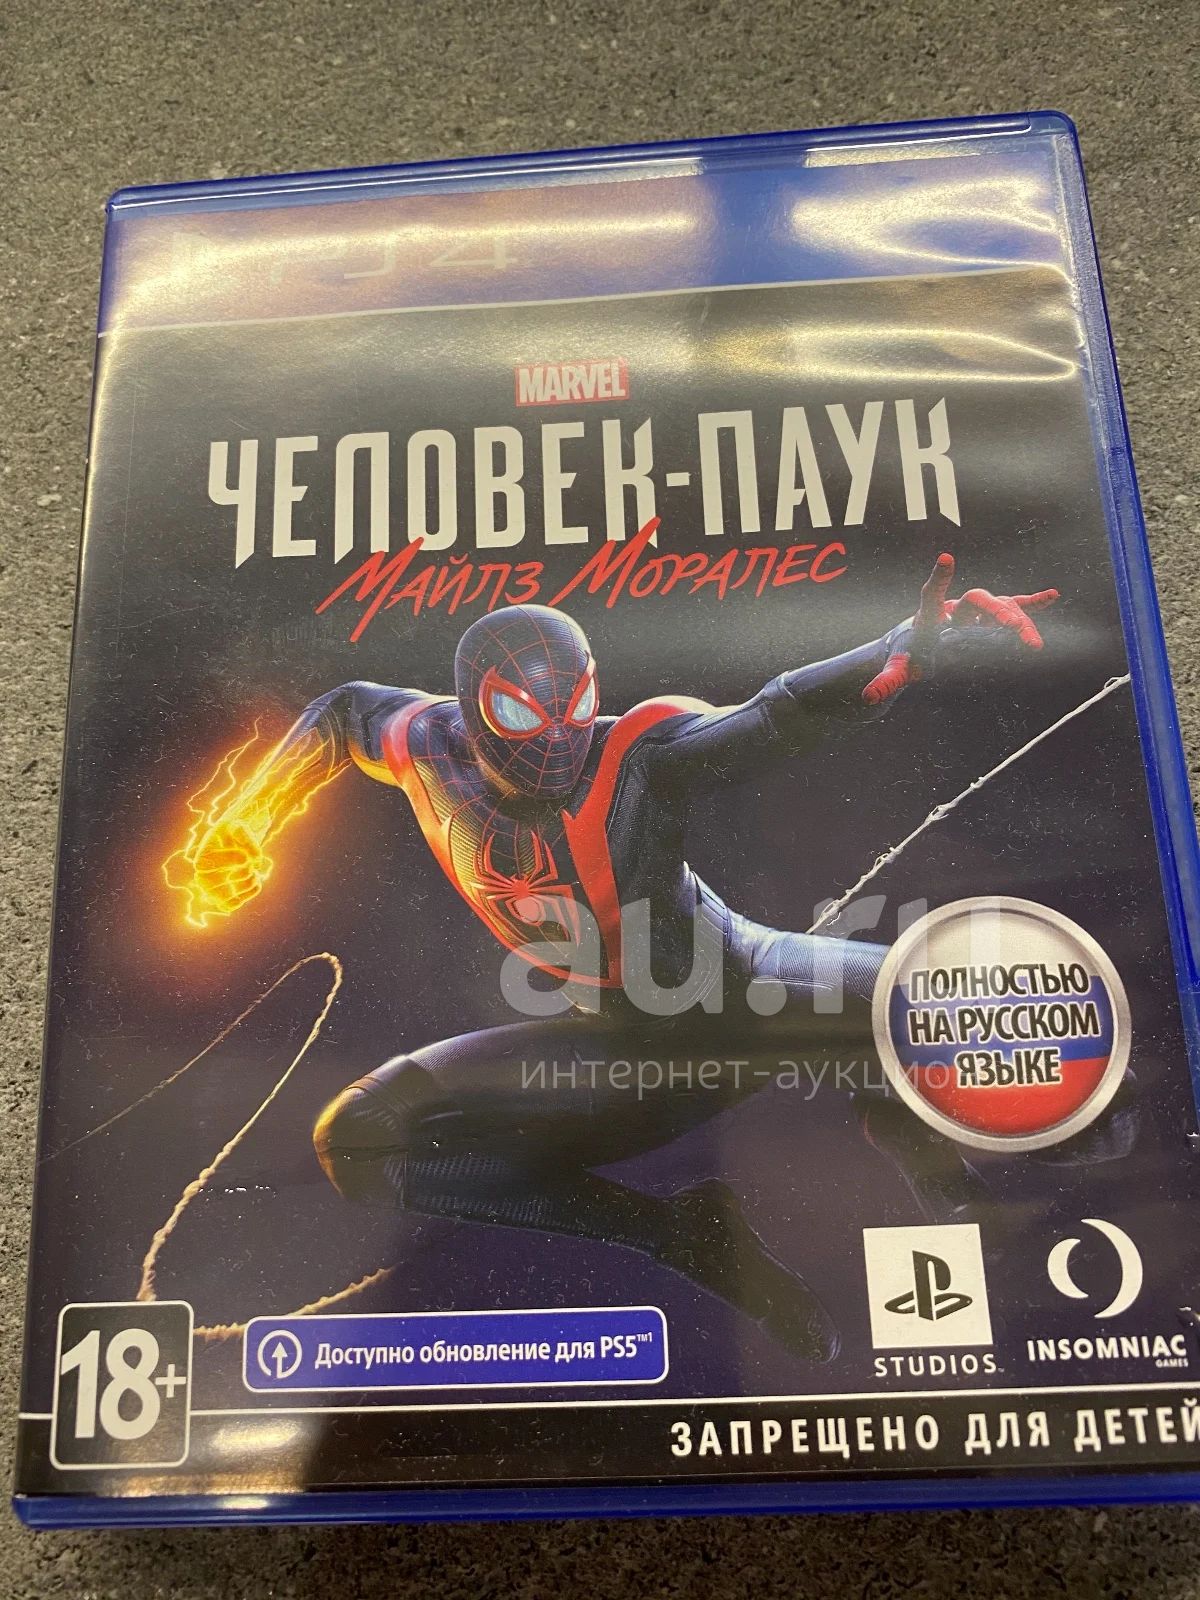 PS4
MARVEL
ЧЕЛОВЕК-ПАУК
МАЙЛЗ МОРАЛЕС
au.ru
интернет-аукцио
ПОЛНОСТЬЮ
НА РУССКОМ
ЯЗЫКЕ
STUDIOS
INSOMNIAC
GAMES
18+
Доступно обновление для PS5™1
ЗАПРЕЩЕНО ДЛЯ ДЕТЕЙ